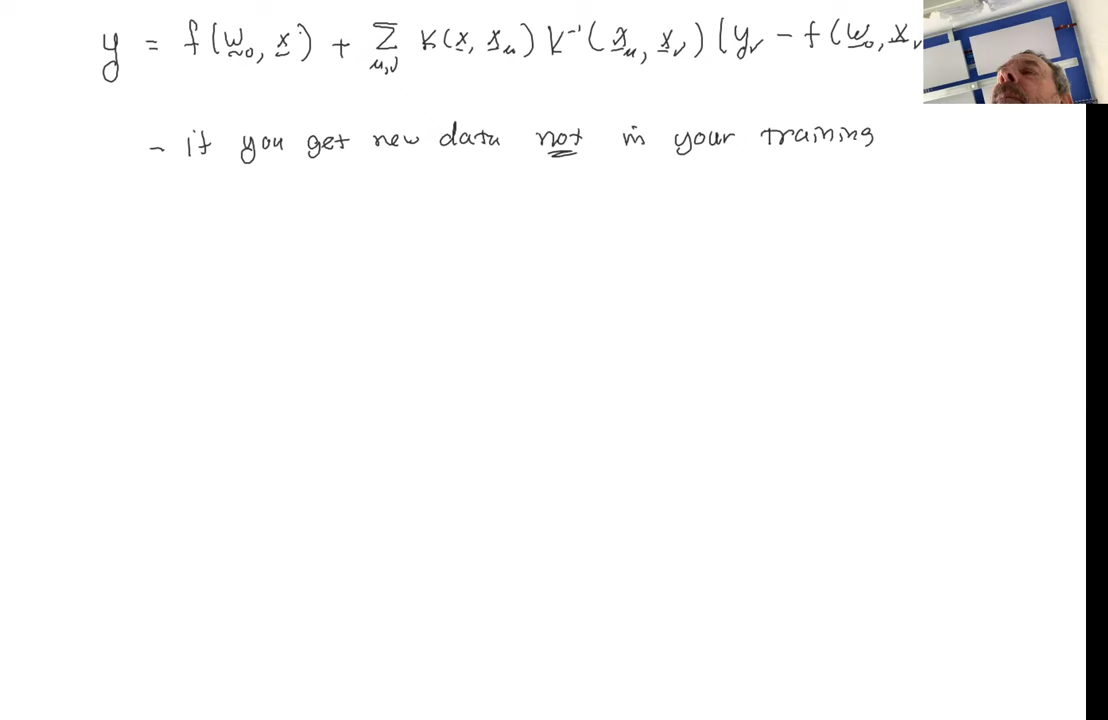 y = f(w₀, x) + Σ_{μ,ν} K(x, x_μ) K⁻¹(x_μ, x_ν) (y_ν - f(w₀, x_ν
- if you get new data not in your training